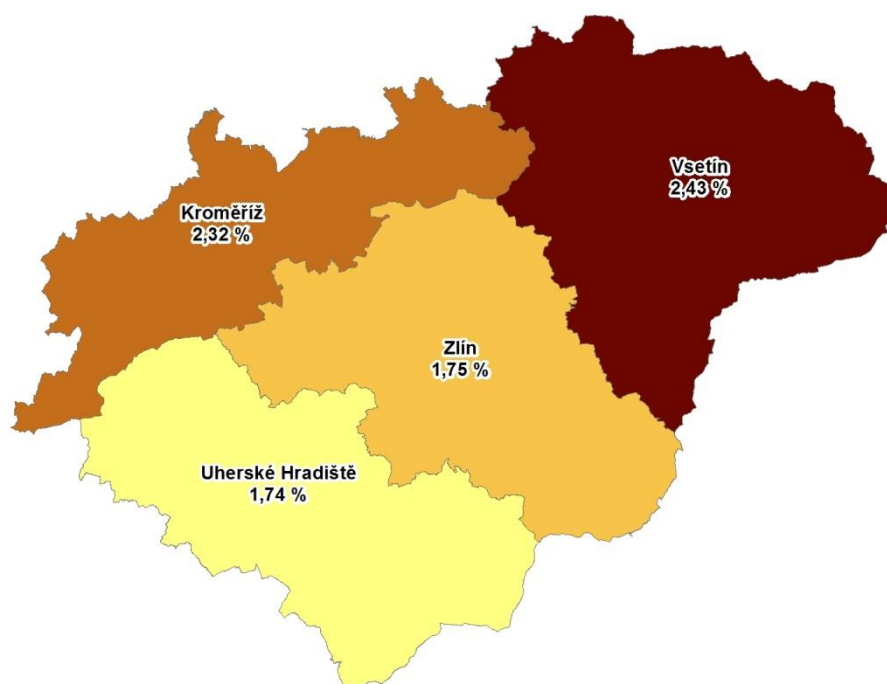 Vsetín
2,43 %
Kroměříž
2,32 %
Zlín
1,75 %
Uherské Hradiště
1,74 %